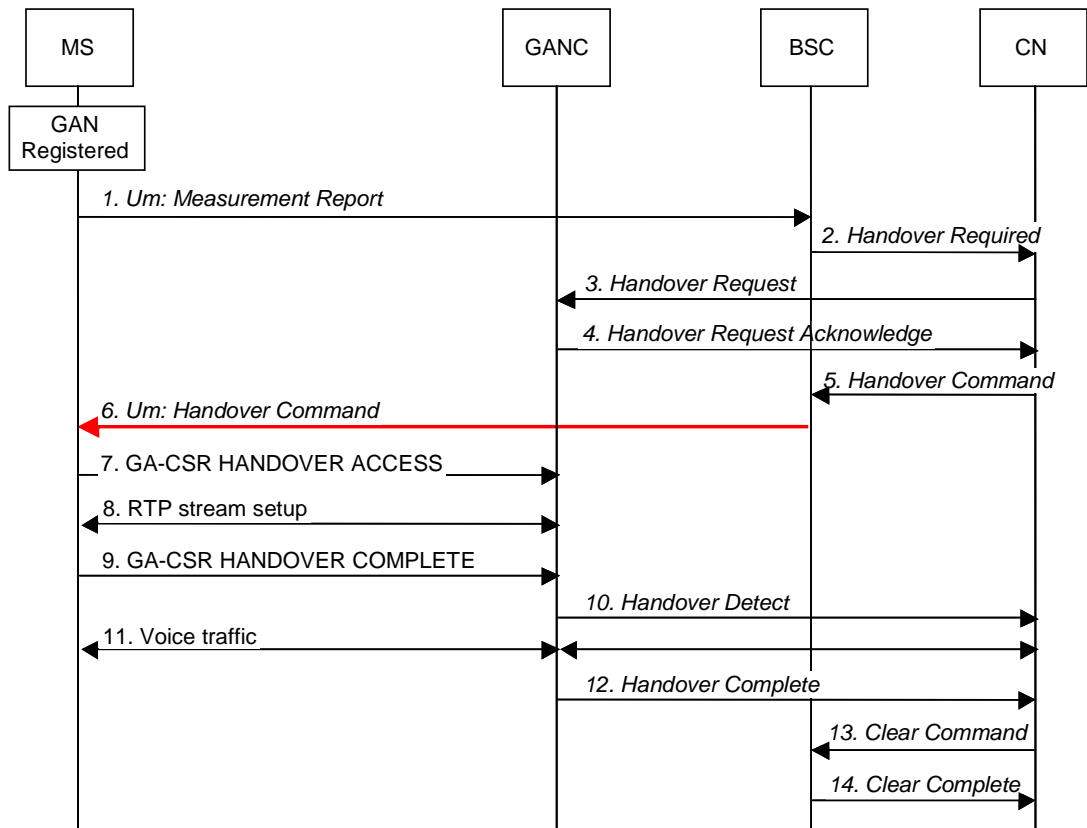 MS
GANC
BSC
CN
GAN
Registered
1. Um: Measurement Report
2. Handover Required
3. Handover Request
4. Handover Request Acknowledge
5. Handover Command
6. Um: Handover Command
7. GA-CSR HANDOVER ACCESS
8. RTP stream setup
9. GA-CSR HANDOVER COMPLETE
10. Handover Detect
11. Voice traffic
12. Handover Complete
13. Clear Command
14. Clear Complete